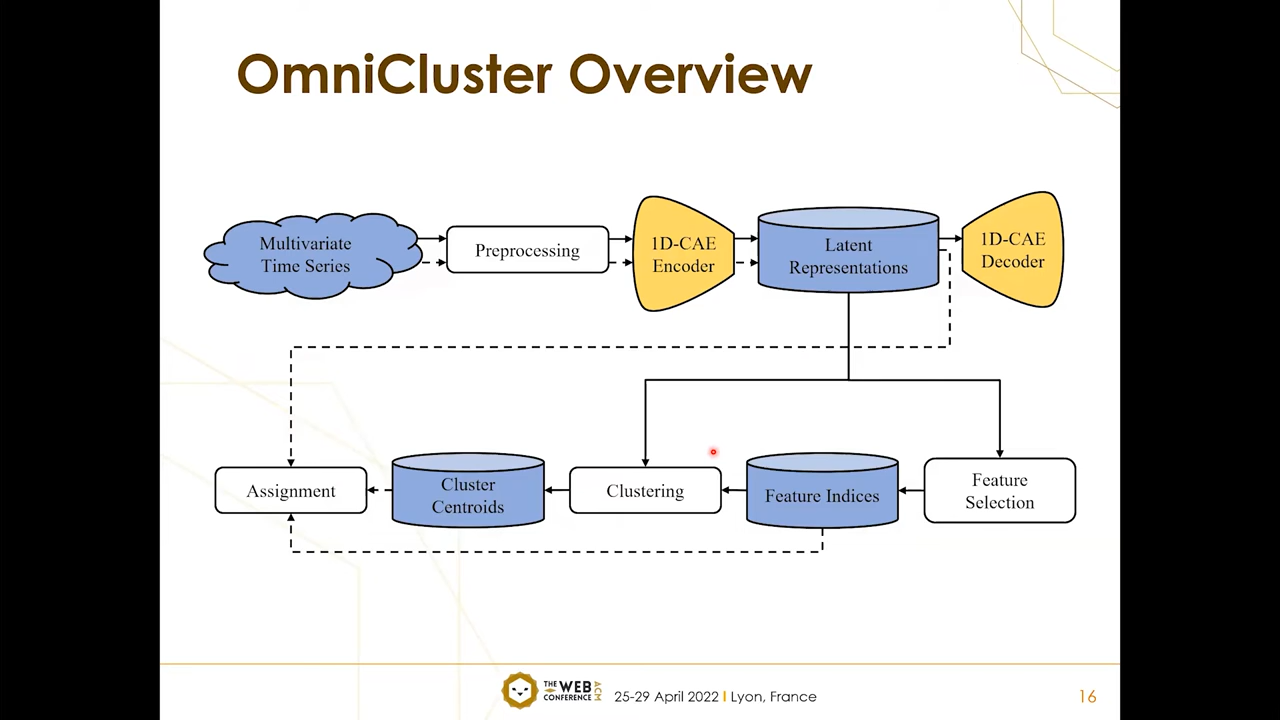 OmniCluster Overview
Multivariate
Time Series
Preprocessing
1D-CAE
Encoder
Latent
Representations
1D-CAE
Decoder
Assignment
Cluster
Centroids
Clustering
Feature Indices
Feature
Selection
THE WEB
CONFERENCE
ACM
25-29 April 2022 I Lyon, France
16